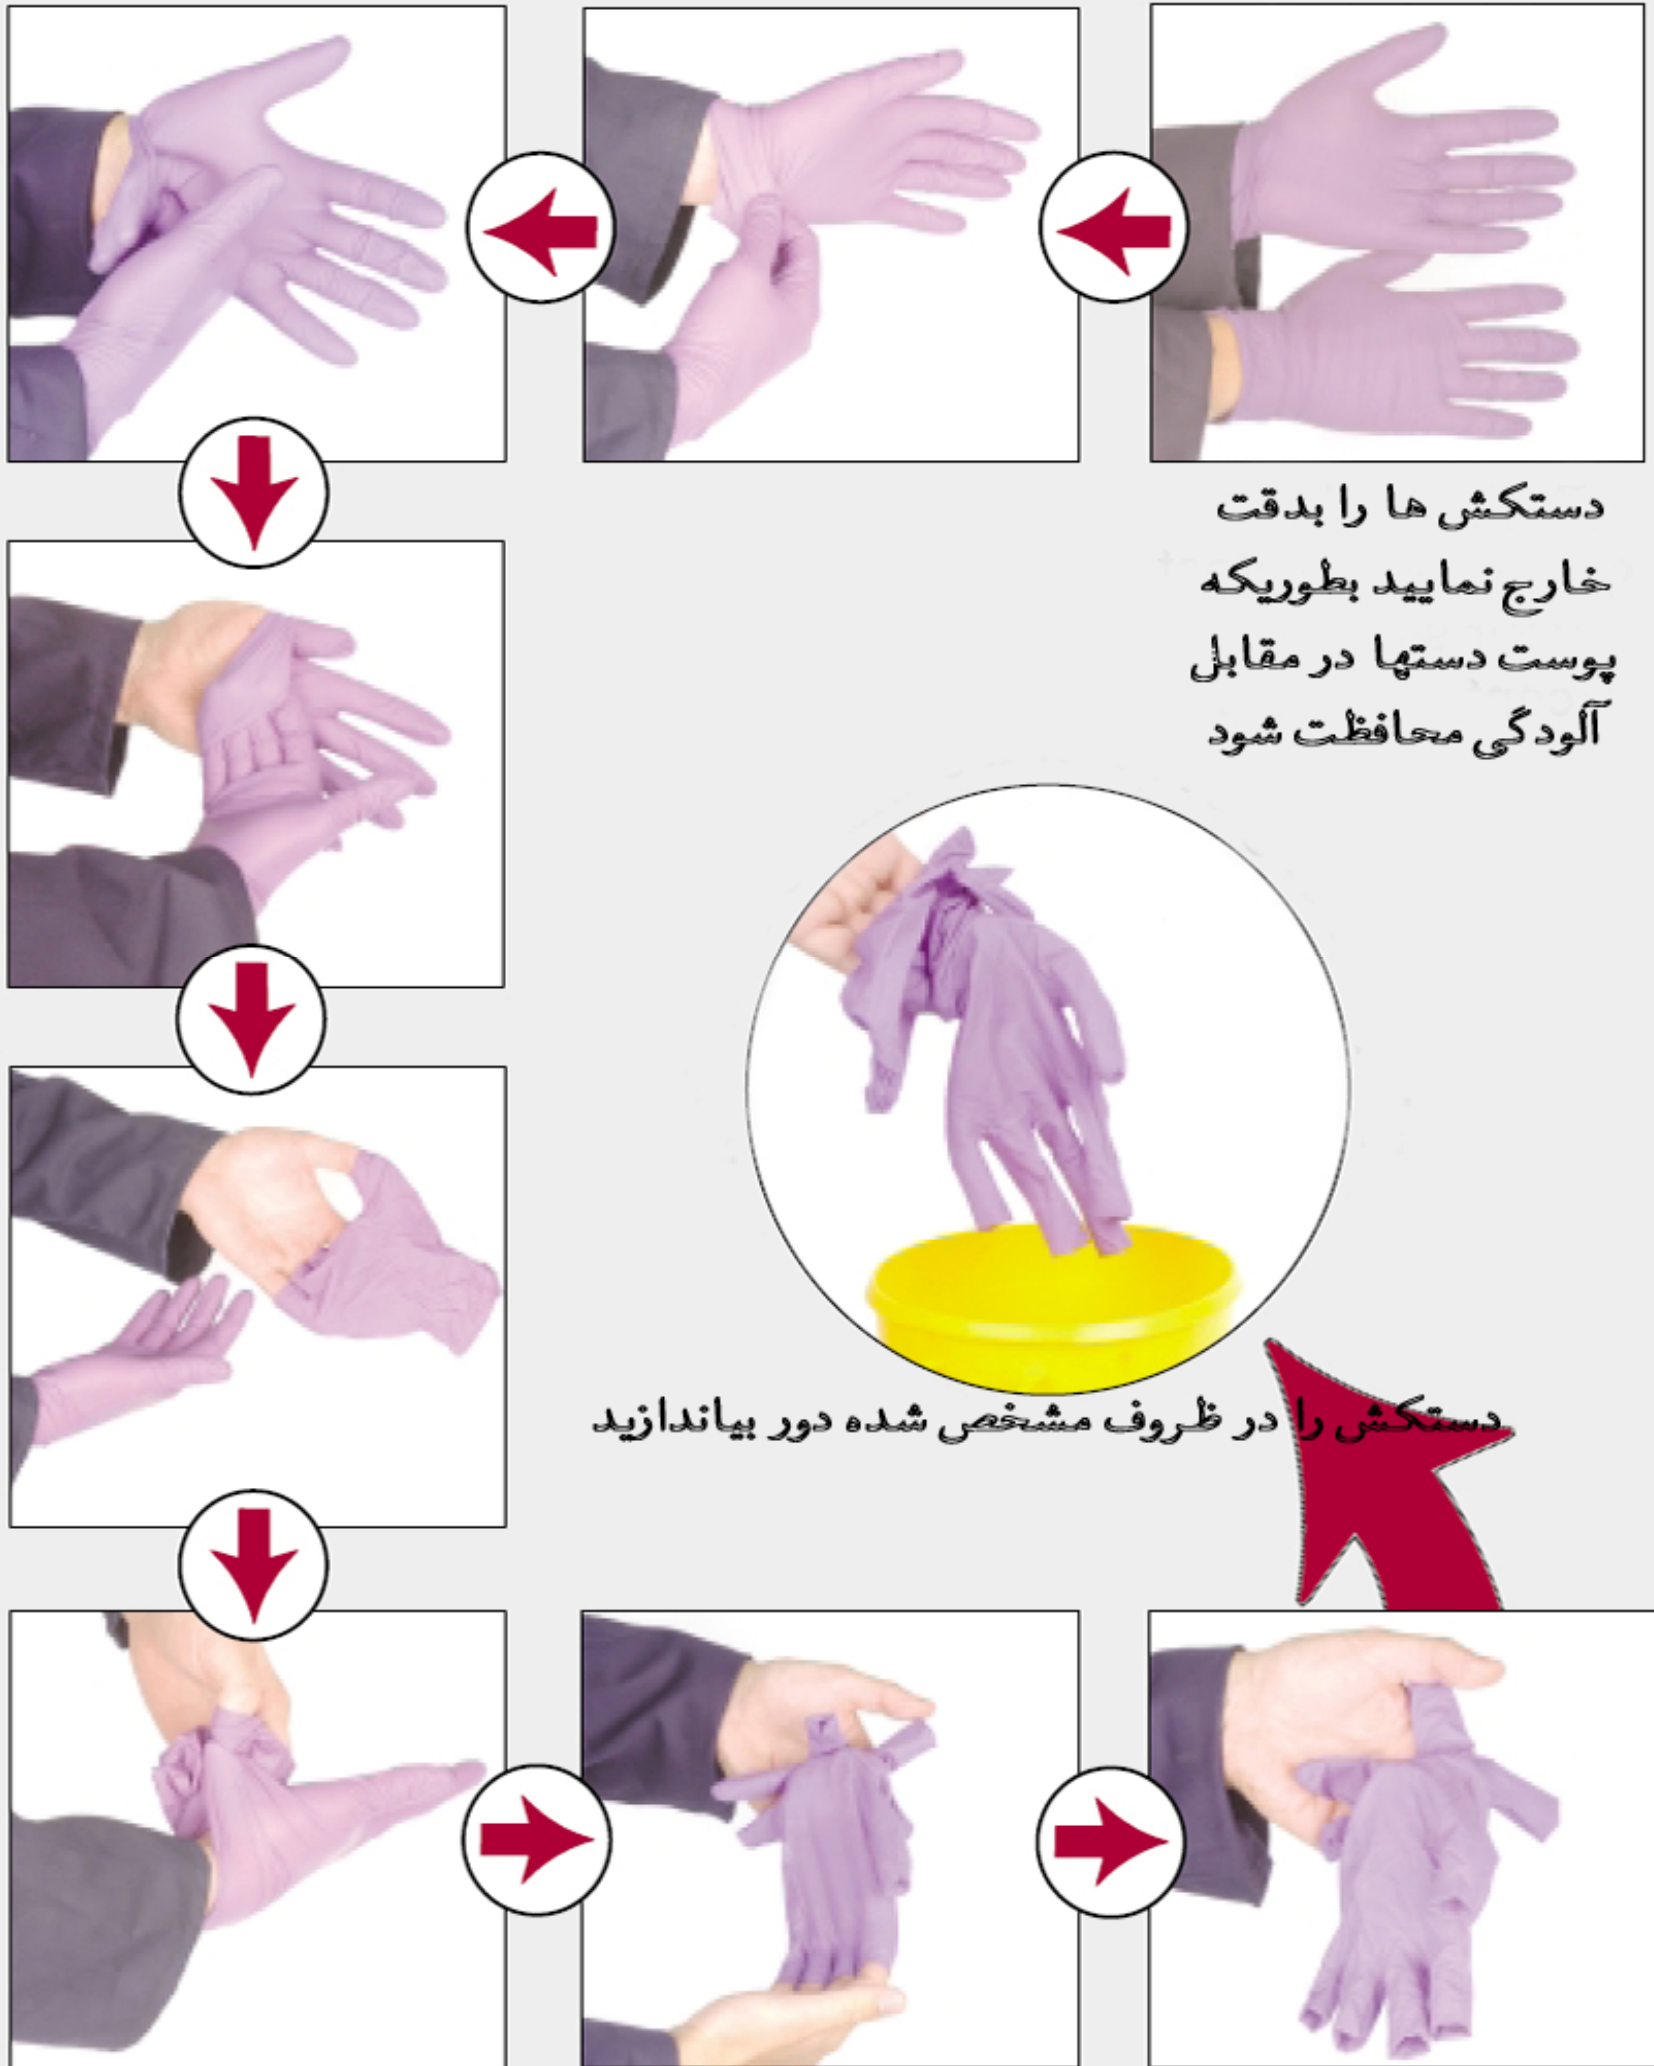 دستکش ها را بدقت
خارج نمایید بطوریکه
پوست دستها در مقابل
آلودگی محافظت شود
دستکش را در ظروف مشخص شده دور بیاندازید